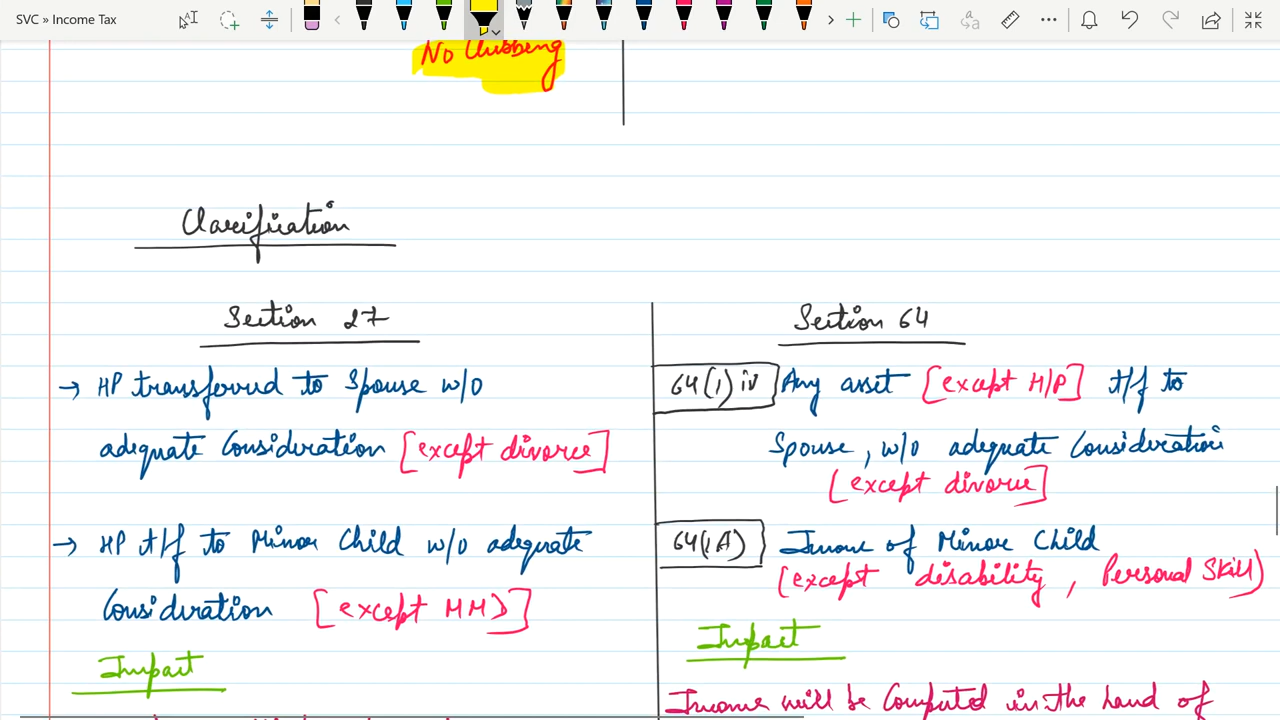 SVC » Income Tax
No Clubbing
Clarification
Section 27
→ HP transferred to Spouse w/o
adequate Consideration [except divorce]
→ HP t/f to Minor Child w/o adequate
Consideration [except MMD]
Impact
Section 64
64(1) iv Any asset [except H/P] t/f to
Spouse, w/o adequate Consideration
[except divorce]
64(1A) Income of Minor Child
(except disability, Personal Skill)
Impact
Income will be Computed in the hand of